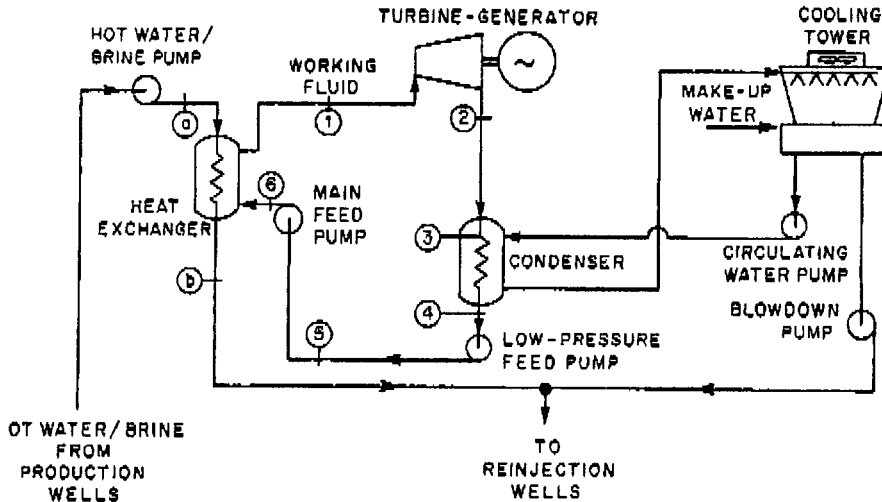 TURBINE-GENERATOR
COOLING
TOWER
HOT WATER/
BRINE PUMP
WORKING
FLUID
~
MAKE-UP
WATER
a
1
2
6
MAIN
FEED
PUMP
HEAT
EXCHANGER
3
CONDENSER
CIRCULATING
WATER PUMP
b
4
BLOWDOWN
PUMP
5
LOW-PRESSURE
FEED PUMP
OT WATER/BRINE
FROM
PRODUCTION
WELLS
TO
REINJECTION
WELLS